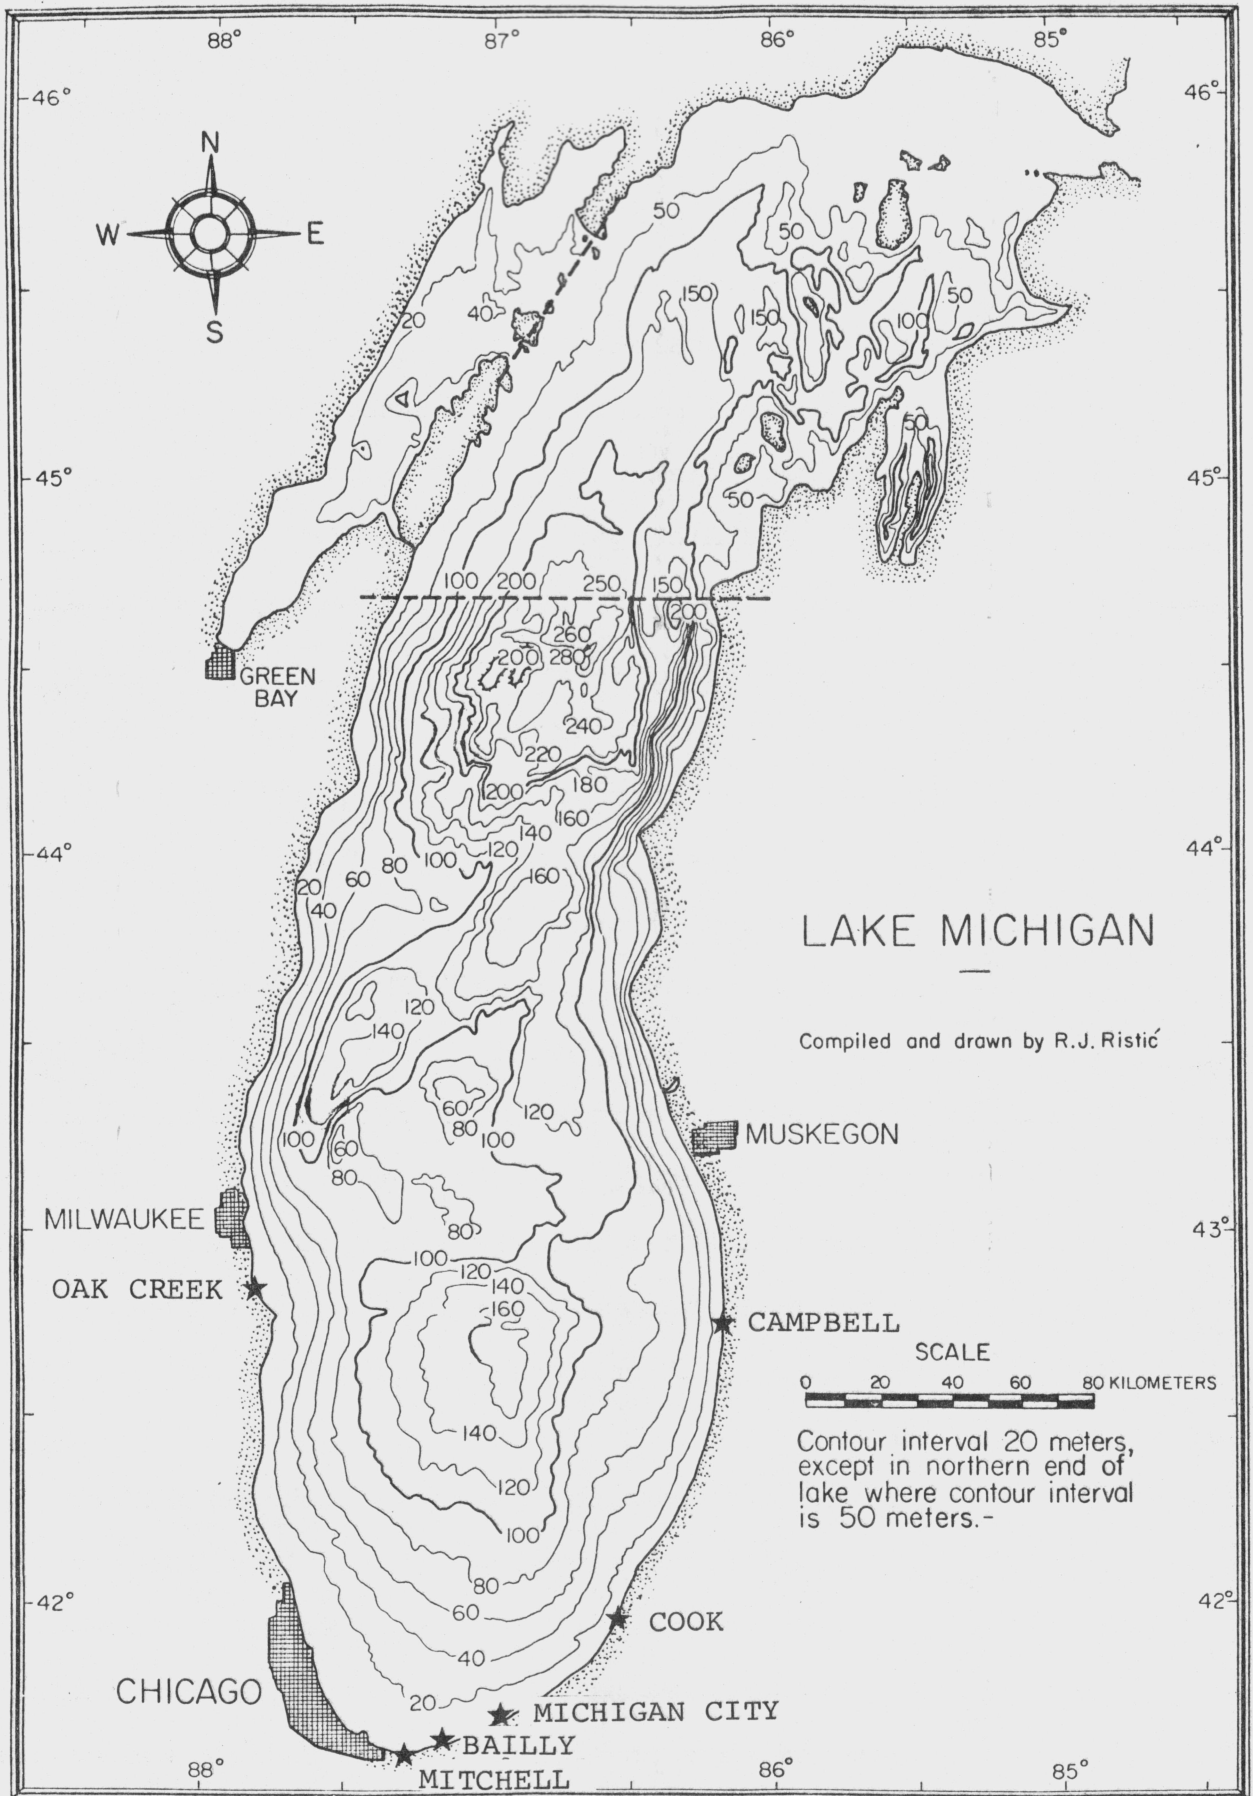 88° 87° 86° 85°
46° 46°
N
W E
S
50
50
20
40
150
150
50
100
50
45° 45°
50
100 200 250 150
200
260
200 280
GREEN
BAY
240
220
200 180
160
140
120
100
80
60
20
40
160
44° 44°
LAKE MICHIGAN
120
140
Compiled and drawn by R.J. Ristić
60
80
120
100
100
60
80
MUSKEGON
MILWAUKEE
80
43°
100
120
140
160
OAK CREEK
CAMPBELL
SCALE
0 20 40 60 80 KILOMETERS
140
Contour interval 20 meters,
except in northern end of
lake where contour interval
is 50 meters.-
120
100
80
60
42° 42°
COOK
40
20
CHICAGO
MICHIGAN CITY
BAILLY
MITCHELL
88° 86° 85°